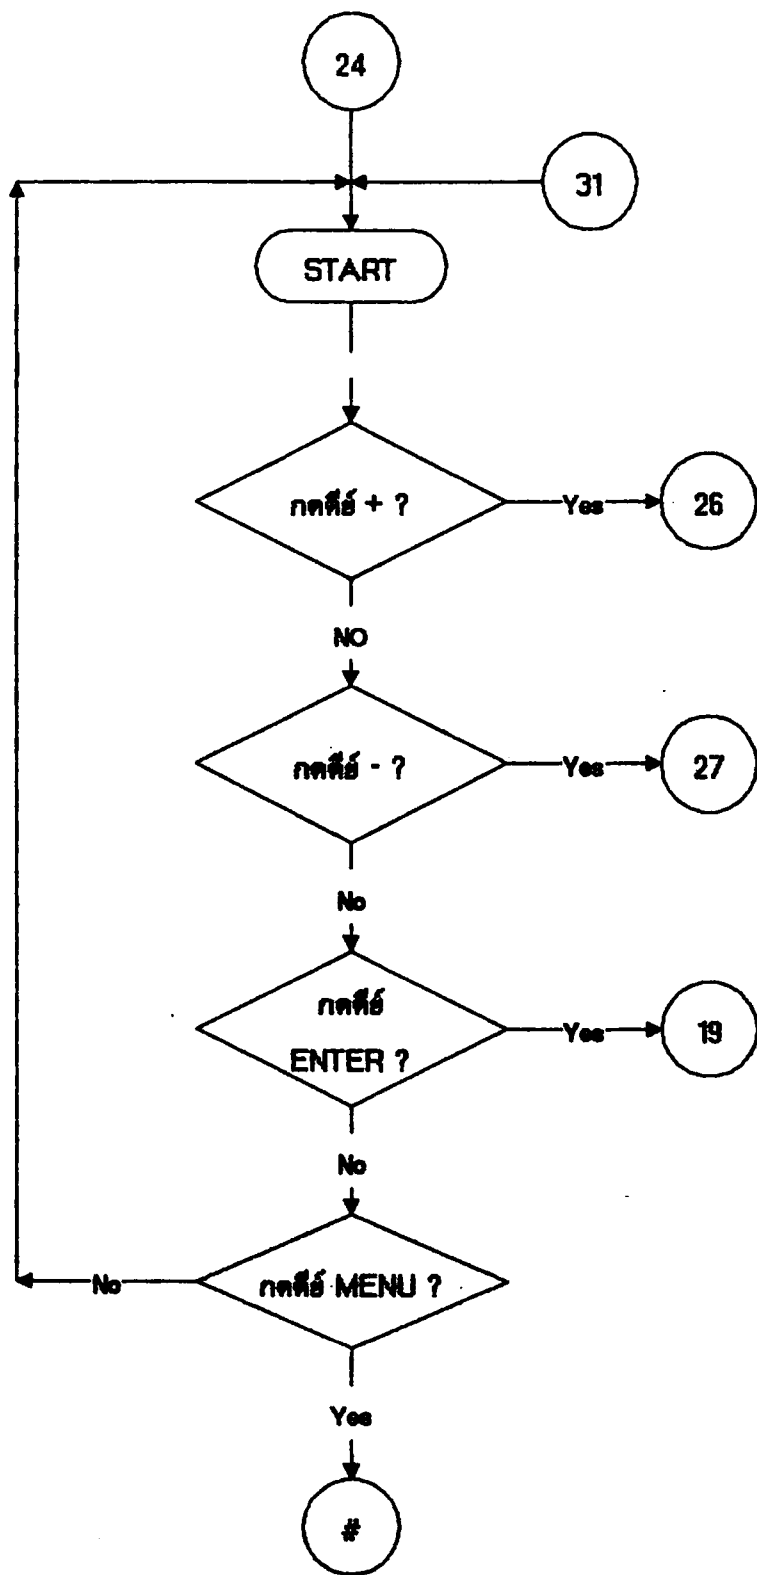 24
31
START
กดคีย์ + ?
Yes
26
NO
กดคีย์ - ?
Yes
27
No
กดคีย์
ENTER ?
Yes
19
No
กดคีย์ MENU ?
No
Yes
#